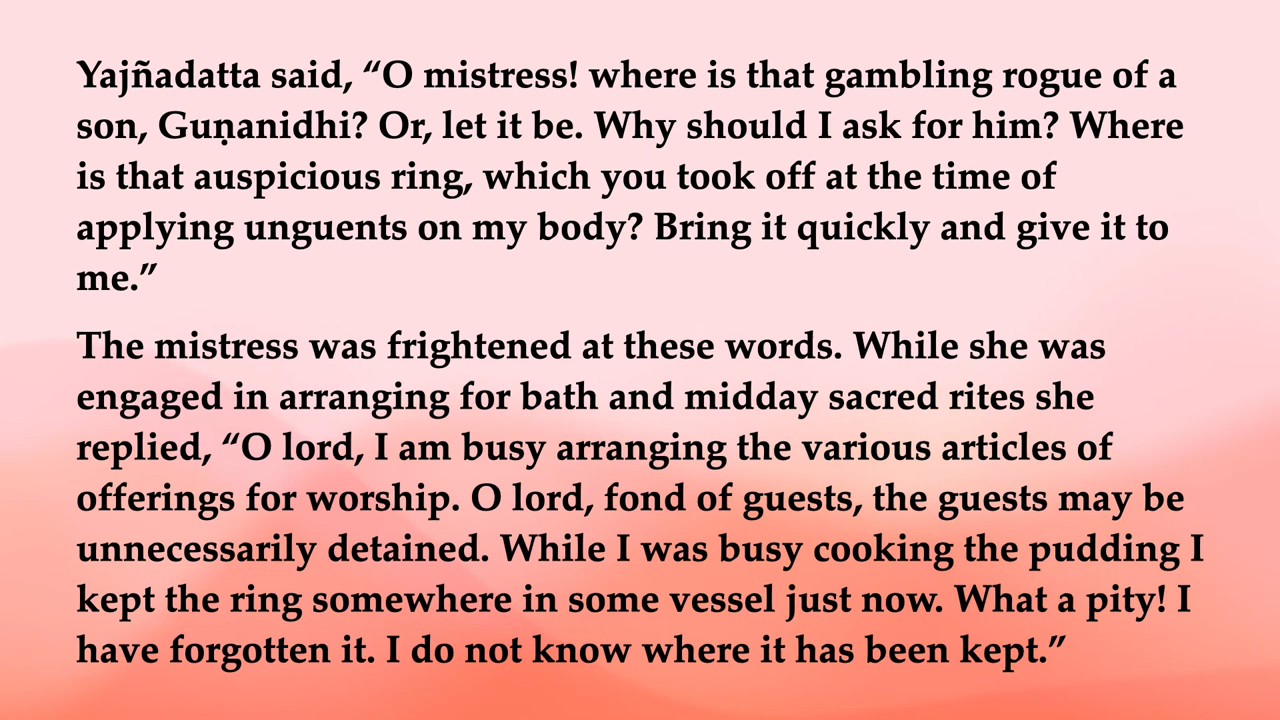 Yajñadatta said, “O mistress! where is that gambling rogue of a
son, Guṇanidhi? Or, let it be. Why should I ask for him? Where
is that auspicious ring, which you took off at the time of
applying unguents on my body? Bring it quickly and give it to
me.”
The mistress was frightened at these words. While she was
engaged in arranging for bath and midday sacred rites she
replied, “O lord, I am busy arranging the various articles of
offerings for worship. O lord, fond of guests, the guests may be
unnecessarily detained. While I was busy cooking the pudding I
kept the ring somewhere in some vessel just now. What a pity! I
have forgotten it. I do not know where it has been kept.”